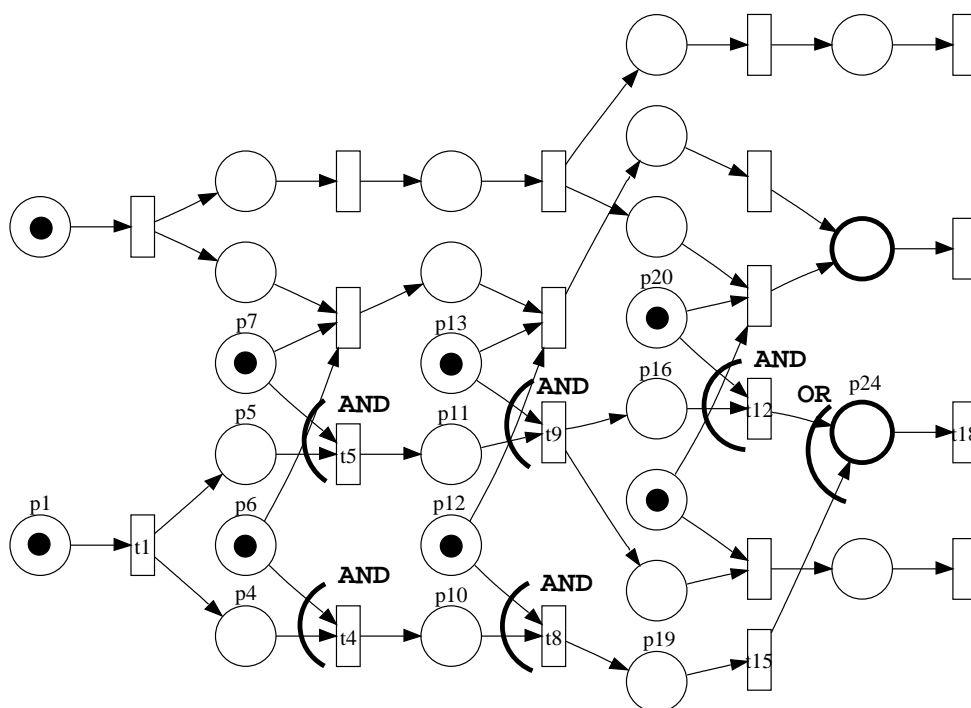 p20
p7
p13
AND
AND
AND
p16
OR
p24
p5
p11
t12
t18
t9
t5
p1
p6
p12
t1
AND
AND
p4
p10
t4
t8
p19
t15